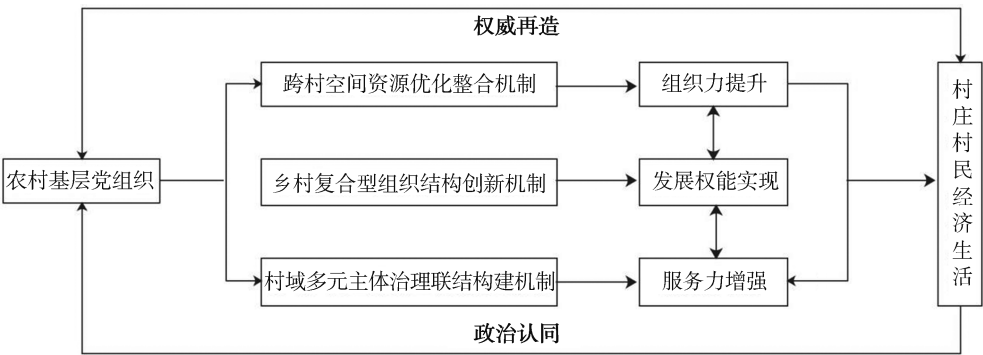 权威再造
跨村空间资源优化整合机制
组织力提升
农村基层党组织
乡村复合型组织结构创新机制
发展权能实现
村庄村民经济生活
村域多元主体治理联结构建机制
服务力增强
政治认同